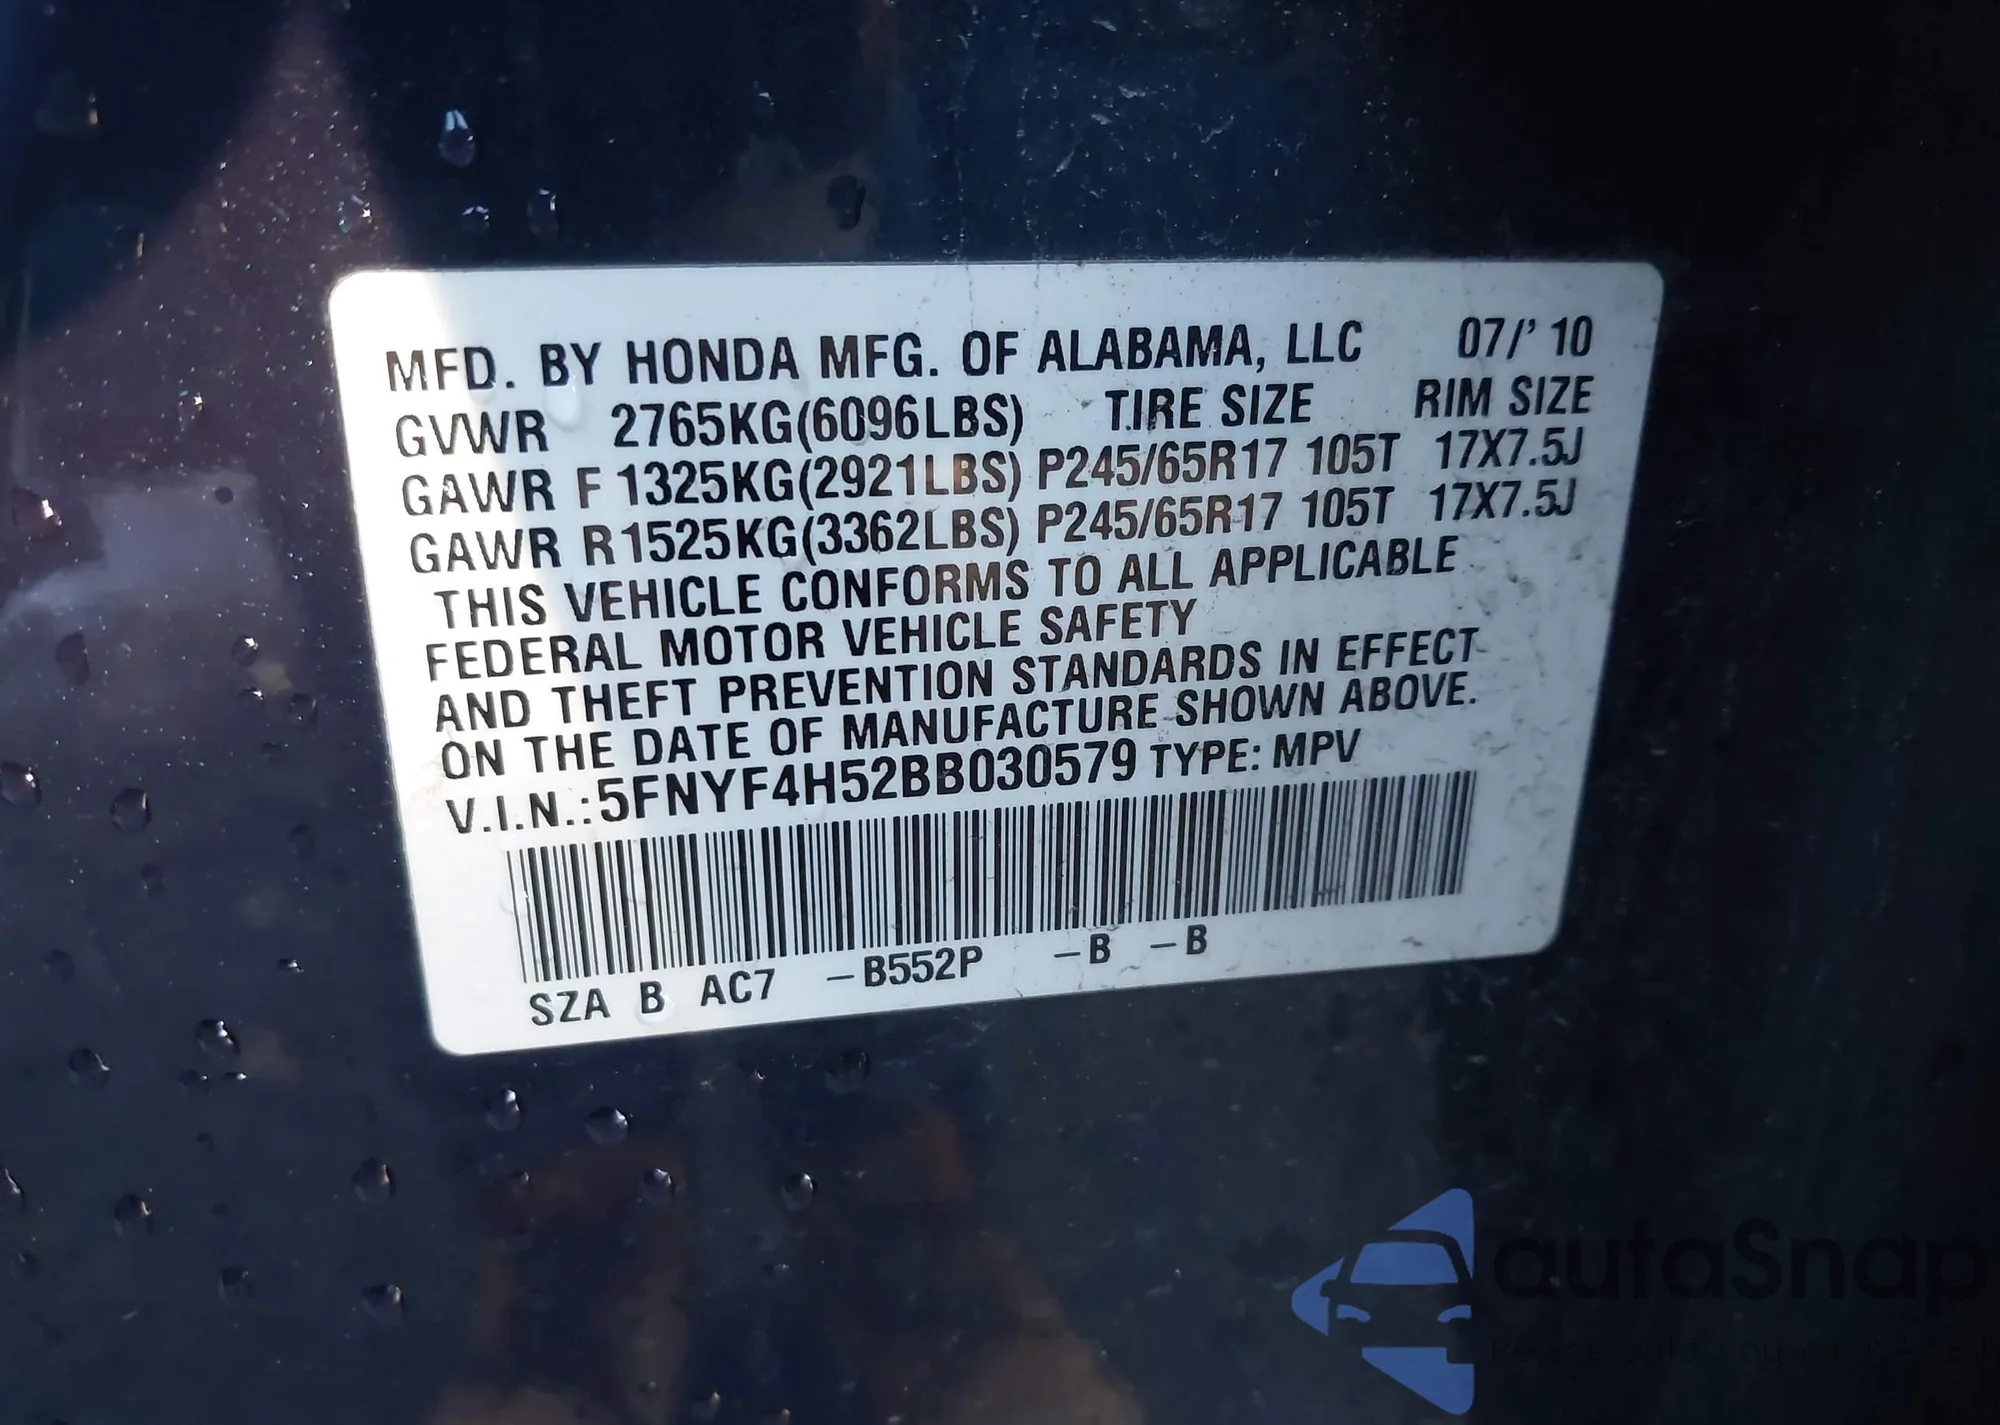 MFD. BY HONDA MFG. OF ALABAMA, LLC 07/' 10
GVWR 2765KG(6096LBS) TIRE SIZE RIM SIZE
GAWR F 1325KG(2921LBS) P245/65R17 105T 17X7.5J
GAWR R 1525KG(3362LBS) P245/65R17 105T 17X7.5J
THIS VEHICLE CONFORMS TO ALL APPLICABLE
FEDERAL MOTOR VEHICLE SAFETY
AND THEFT PREVENTION STANDARDS IN EFFECT
ON THE DATE OF MANUFACTURE SHOWN ABOVE.
V.I.N.:5FNYF4H52BB030579 TYPE: MPV
SZA B AC7 –B552P –B –B
autoSnap